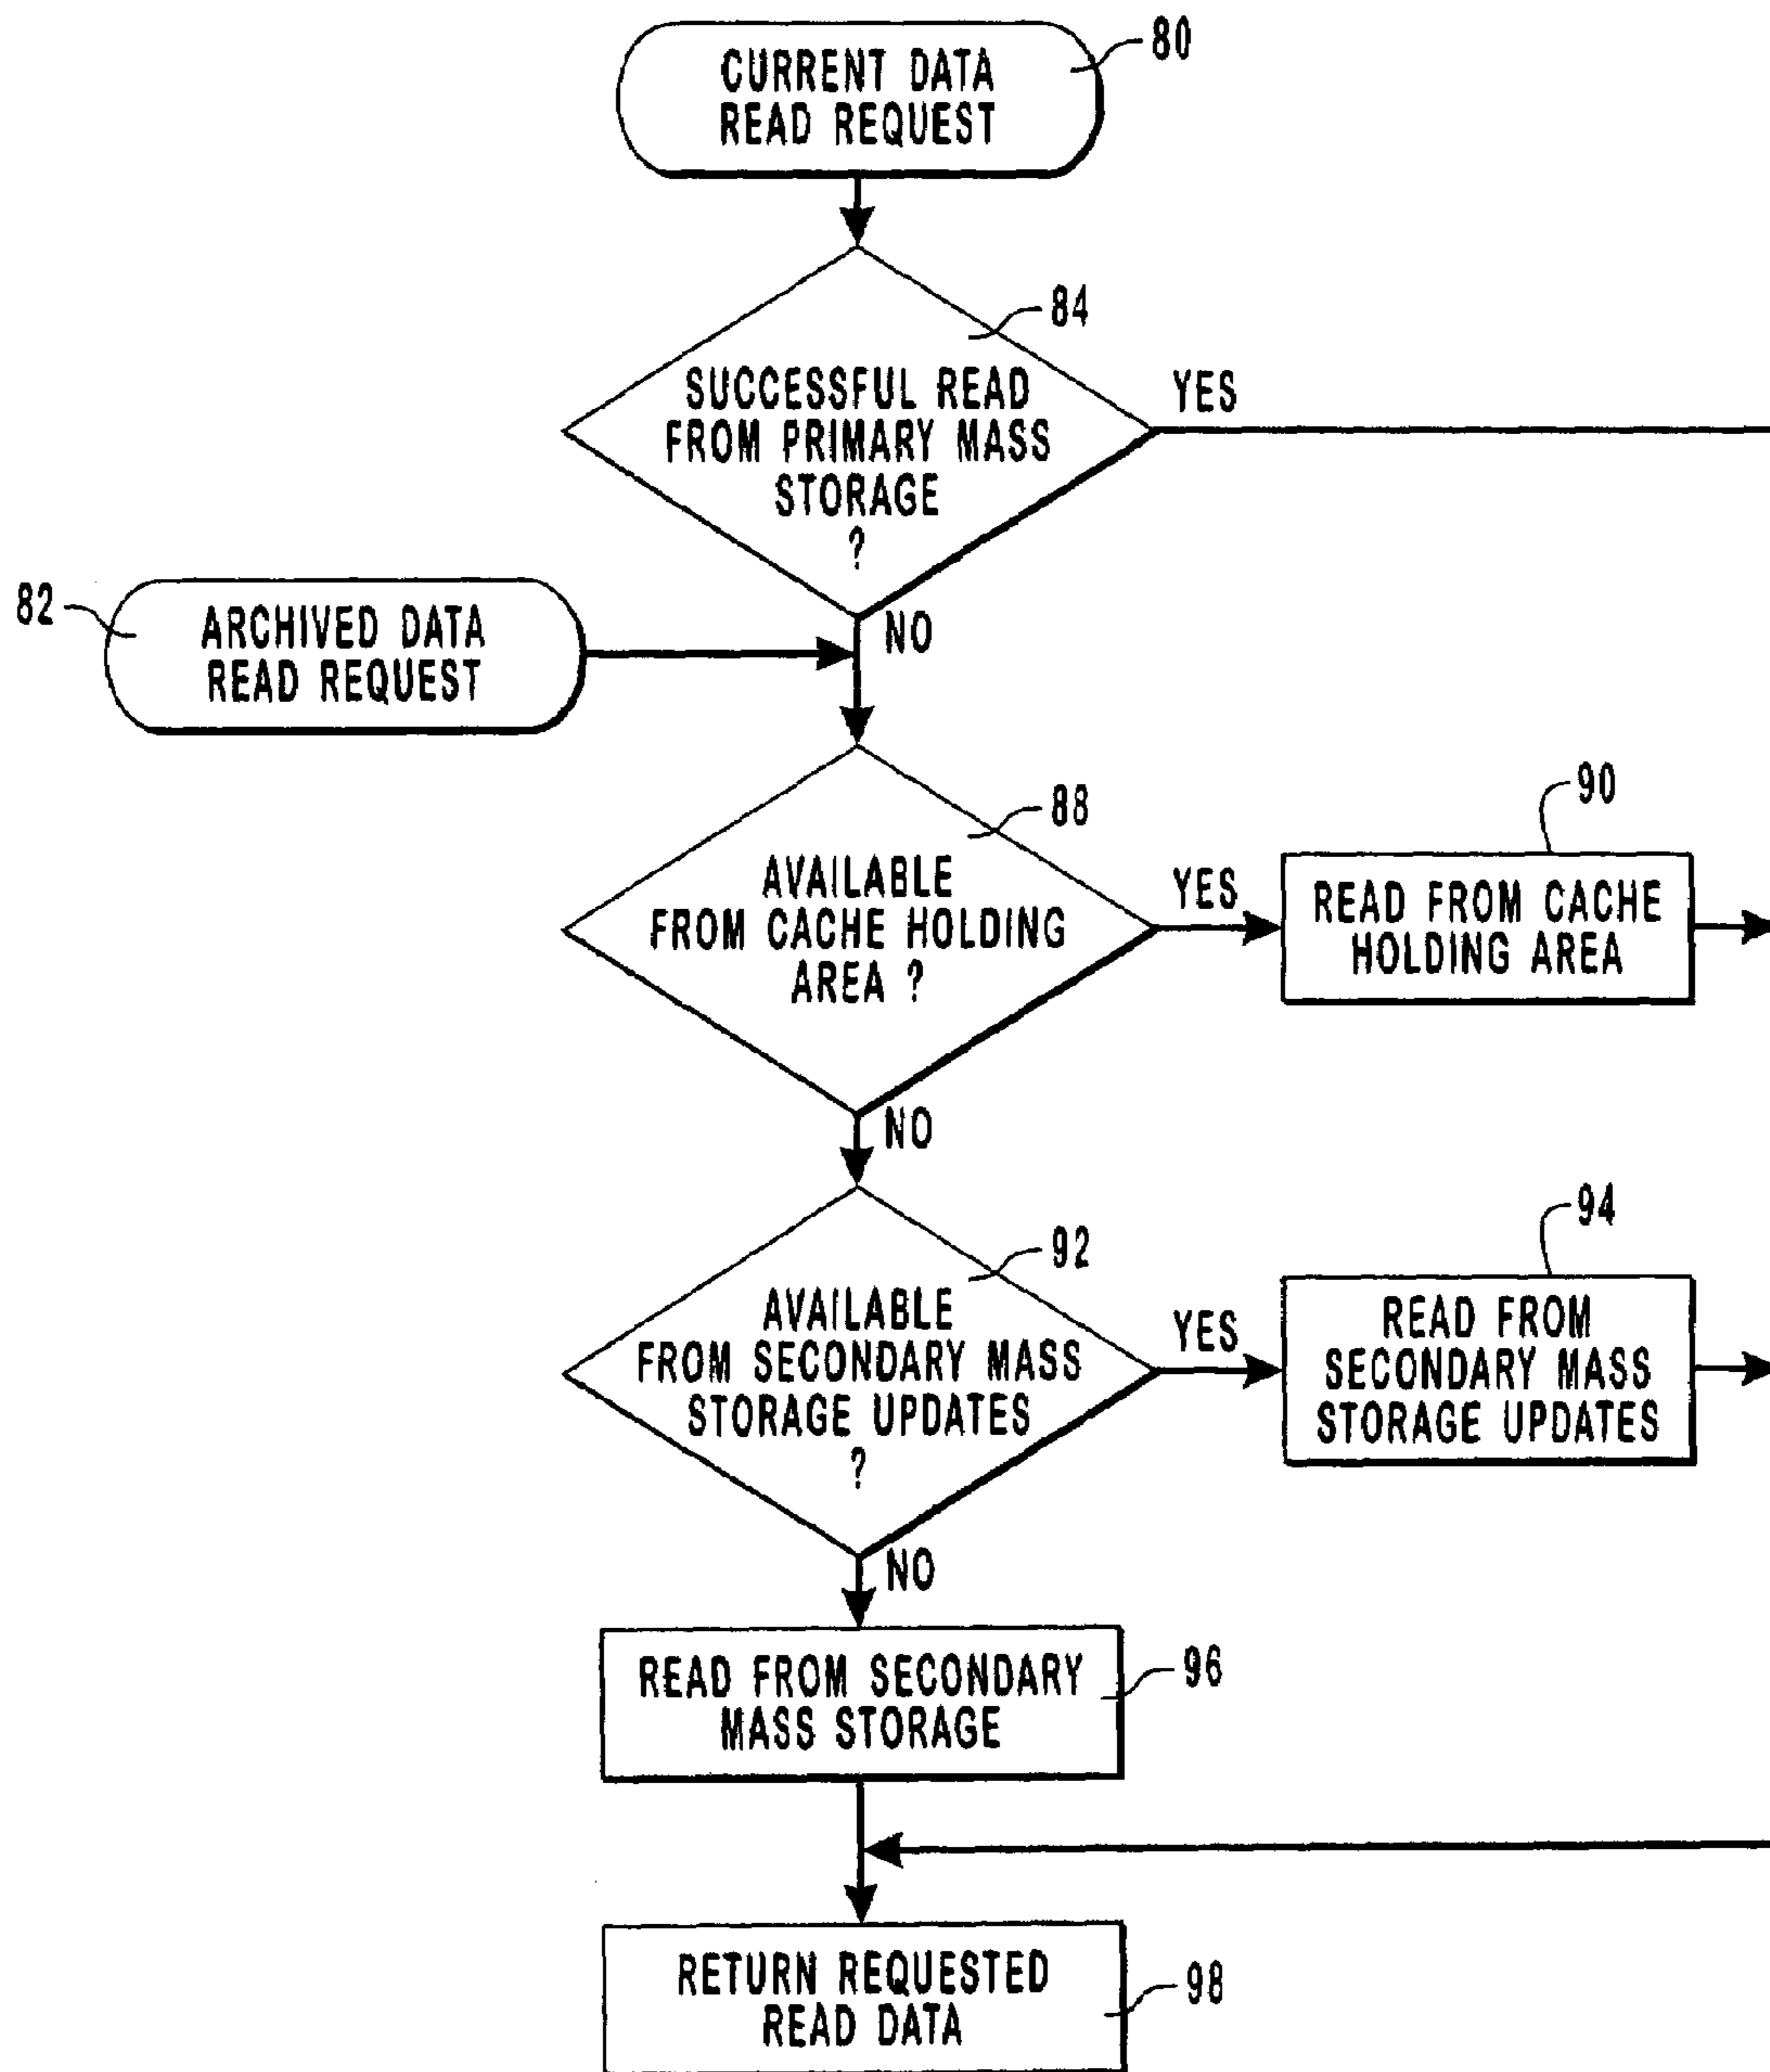 CURRENT DATA
READ REQUEST
80
84
SUCCESSFUL READ
FROM PRIMARY MASS
STORAGE
?
YES
NO
82
ARCHIVED DATA
READ REQUEST
88
AVAILABLE
FROM CACHE HOLDING
AREA ?
YES
90
READ FROM CACHE
HOLDING AREA
NO
92
AVAILABLE
FROM SECONDARY MASS
STORAGE UPDATES
?
YES
94
READ FROM
SECONDARY MASS
STORAGE UPDATES
NO
READ FROM SECONDARY
MASS STORAGE
96
RETURN REQUESTED
READ DATA
98